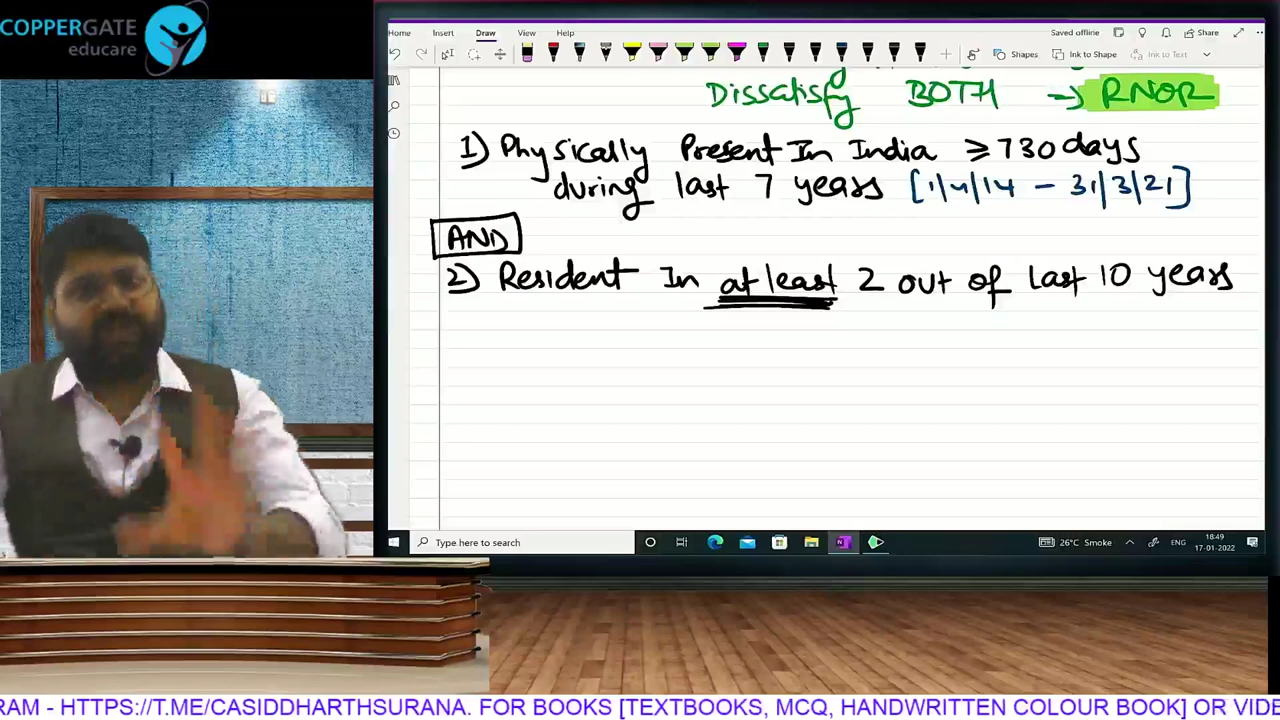 COPPERGATE
educare
Home Insert Draw View Help
Saved offline
Share
Shapes
Ink to Shape
Ink to Text
Dissatisfy BOTH → RNOR
1) Physically Present In India ≥ 730 days
during last 7 years [1/4/14 - 31/3/21]
AND
2) Resident In at least 2 out of last 10 years
Type here to search
26°C Smoke
ENG
18:49
17-01-2022
RAM - HTTPS://T.ME/CASIDDHARTHSURANA. FOR BOOKS [TEXTBOOKS, MCQ, HANDWRITTEN COLOUR BOOK] OR VIDE